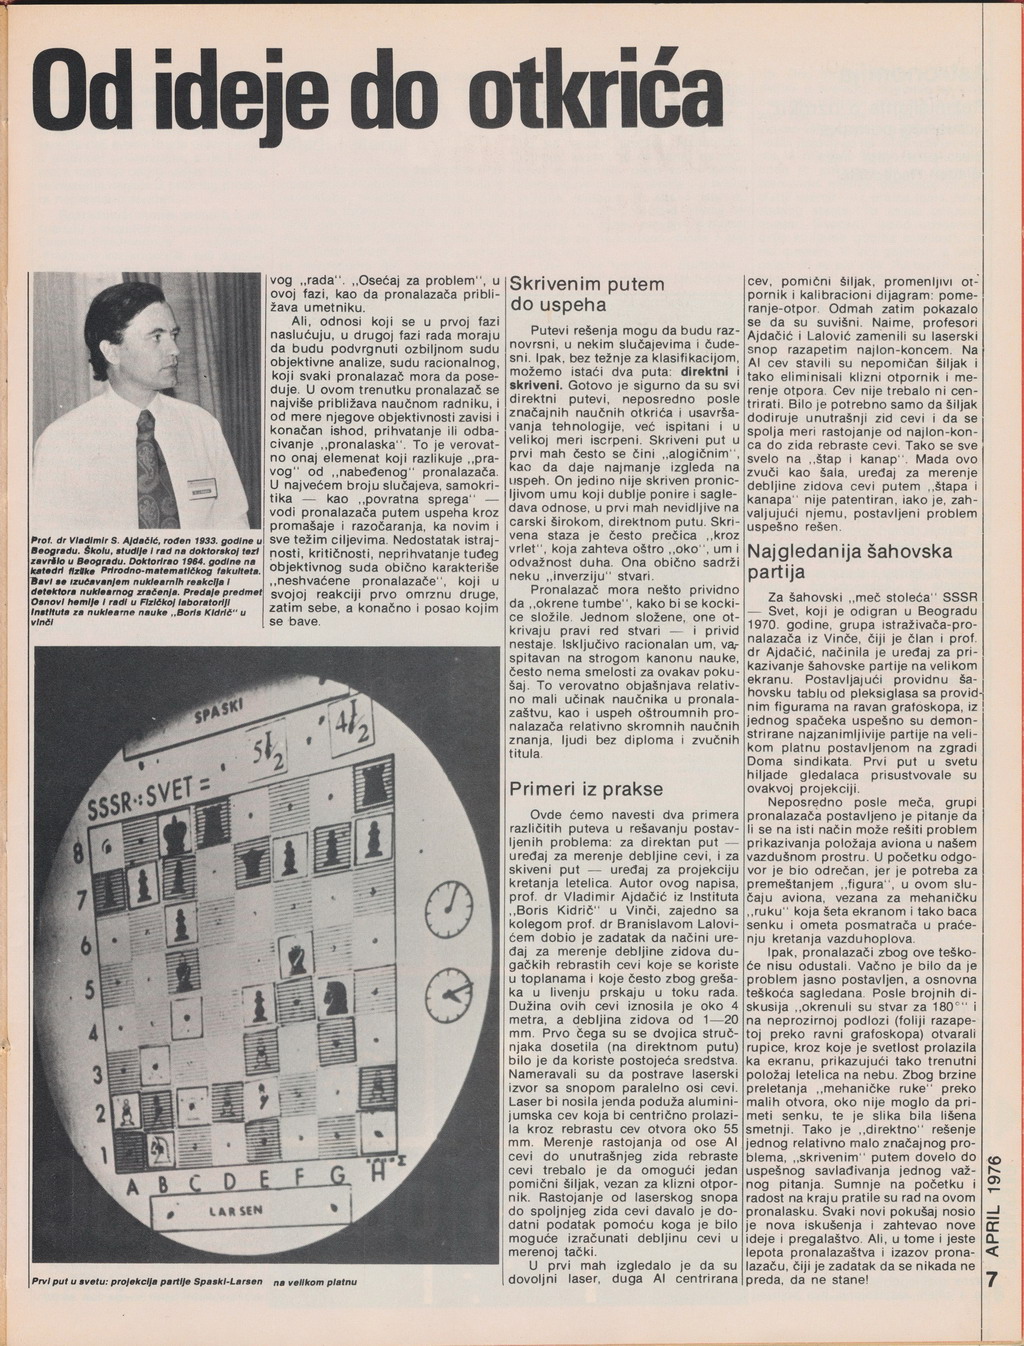 Od ideje do otkrića
Prof. dr Vladimir S. Ajdačić, rođen 1933. godine u
Beogradu. Školu, studije i rad na doktorskoj tezi
završio u Beogradu. Doktorirao 1964. godine na
katedri fizike Prirodno-matematičkog fakulteta.
Bavi se izučavanjem nuklearnih reakcija i
detektora nuklearnog zračenja. Predaje predmet
Osnovi hemije i radi u Fizičkoj laboratoriji
Instituta za nuklearne nauke „Boris Kidrič" u
vinči
vog „rada". „Osećaj za problem", u
ovoj fazi, kao da pronalazača približava
žava umetniku.
Ali, odnosi koji se u prvoj fazi
naslućuju, u drugoj fazi rada moraju
da budu podvrgnuti ozbiljnom sudu
objektivne analize, sudu racionalnog,
koji svaki pronalazač mora da pose-
duje. U ovom trenutku pronalazač se
najviše približava naučnom radniku, i
od mere njegove objektivnosti zavisi i
konačan ishod, prihvatanje ili odba-
civanje „pronalaska". To je verovat-
no onaj elemenat koji razlikuje „pra-
vog" od „nabeđenog" pronalazača.
U najvećem broju slučajeva, samokri-
tika — kao „povratna sprega" —
vodi pronalazača putem uspeha kroz
promašaje i razočaranja, ka novim i
sve težim ciljevima. Nedostatak istraj-
nosti, kritičnosti, neprihvatanje tuđeg
objektivnog suda obično karakteriše
„neshvaćene pronalazače", koji u
svojoj reakciji prvo omrznu druge,
zatim sebe, a konačno i posao kojim
se bave.
SPASKI
5½
4½
SSSR : SVET =
8
7
6
5
4
3
2
1
A B C D E F G H
LARSEN
Prvi put u svetu: projekcija partije Spaski-Larsen na velikom platnu
Skrivenim putem
do uspeha
Putevi rešenja mogu da budu raz-
novrsni, u nekim slučajevima i čude-
sni. Ipak, bez težnje za klasifikacijom,
možemo istaći dva puta: direktni i
skriveni. Gotovo je sigurno da su svi
direktni putevi, neposredno posle
značajnih naučnih otkrića i usavrša-
vanja tehnologije, već ispitani i u
velikoj meri iscrpeni. Skriveni put u
prvi mah često se čini „alogičnim",
kao da daje najmanje izgleda na
uspeh. On jedino nije skriven pronic-
ljivom umu koji dublje ponire i sagle-
dava odnose, u prvi mah nevidljive na
carski širokom, direktnom putu. Skri-
vena staza je često prečica „kroz
vrlet", koja zahteva oštro „oko", um i
odvažnost duha. Ona obično sadrži
neku „inverziju" stvari.
Pronalazač mora nešto prividno
da „okrene tumbe", kako bi se kocki-
ce složile. Jednom složene, one ot-
krivaju pravi red stvari — i privid
nestaje. Isključivo racionalan um, va-
spitavan na strogom kanonu nauke,
često nema smelosti za ovakav poku-
šaj. To verovatno objašnjava relativ-
no mali učinak naučnika u pronala-
zaštvu, kao i uspeh oštroumnih pro-
nalazača relativno skromnih naučnih
znanja, ljudi bez diploma i zvučnih
titula.
Primeri iz prakse
Ovde ćemo navesti dva primera
različitih puteva u rešavanju postav-
ljenih problema: za direktan put —
uređaj za merenje debljine cevi, i za
skiveni put — uređaj za projekciju
kretanja letelica. Autor ovog napisa,
prof. dr Vladimir Ajdačić iz Instituta
„Boris Kidrič" u Vinči, zajedno sa
kolegom prof. dr Branislavom Lalovi-
ćem dobio je zadatak da načini ure-
đaj za merenje debljine zidova du-
gačkih rebrastih cevi koje se koriste
u toplanama i koje često zbog greša-
ka u livenju prskaju u toku rada.
Dužina ovih cevi iznosila je oko 4
metra, a debljina zidova od 1—20
mm. Prvo čega su se dvojica struč-
njaka dosetila (na direktnom putu)
bilo je da koriste postojeća sredstva.
Nameravali su da postrave laserski
izvor sa snopom paralelno osi cevi.
Laser bi nosila jenda poduža alumini-
jumska cev koja bi centrično prolazi-
la kroz rebrastu cev otvora oko 55
mm. Merenje rastojanja od ose Al
cevi do unutrašnjeg zida rebraste
cevi trebalo je da omogući jedan
pomični šiljak, vezan za klizni otpor-
nik. Rastojanje od laserskog snopa
do spoljnjeg zida cevi davalo je do-
datni podatak pomoću koga je bilo
moguće izračunati debljinu cevi u
merenoj tački.
U prvi mah izgledalo je da su
dovoljni laser, duga Al centrirana
cev, pomični šiljak, promenljivi ot-
pornik i kalibracioni dijagram: pome-
ranje-otpor. Odmah zatim pokazalo
se da su suvišni. Naime, profesori
Ajdačić i Lalović zamenili su laserski
snop razapetim najlon-koncem. Na
Al cev stavili su nepomičan šiljak i
tako eliminisali klizni otpornik i me-
renje otpora. Cev nije trebalo ni cen-
trirati. Bilo je potrebno samo da šiljak
dodiruje unutrašnji zid cevi i da se
spolja meri rastojanje od najlon-kon-
ca do zida rebraste cevi. Tako se sve
svelo na „štap i kanap". Mada ovo
zvuči kao šala, uređaj za merenje
debljine zidova cevi putem „štapa i
kanapa" nije patentiran, iako je, zah-
valjujući njemu, postavljeni problem
uspešno rešen.
Najgledanija šahovska
partija
Za šahovski „meč stoleća" SSSR
— Svet, koji je odigran u Beogradu
1970. godine, grupa istraživača-pro-
nalazača iz Vinče, čiji je član i prof.
dr Ajdačić, načinila je uređaj za pri-
kazivanje šahovske partije na velikom
ekranu. Postavljajući providnu ša-
hovsku tablu od pleksiglasa sa provid-
nim figurama na ravan grafoskopa, iz
jednog spačeka uspešno su demon-
strirane najzanimljivije partije na veli-
kom platnu postavljenom na zgradi
Doma sindikata. Prvi put u svetu
hiljade gledalaca prisustvovale su
ovakvoj projekciji.
Neposredno posle meča, grupi
pronalazača postavljeno je pitanje da
li se na isti način može rešiti problem
prikazivanja položaja aviona u našem
vazdušnom prostru. U početku odgo-
vor je bio odrečan, jer je potreba za
premeštanjem „figura", u ovom slu-
čaju aviona, vezana za mehaničku
„ruku" koja šeta ekranom i tako baca
senku i ometa posmatrača u praće-
nju kretanja vazduhoplova.
Ipak, pronalazači zbog ove teško-
će nisu odustali. Vačno je bilo da je
problem jasno postavljen, a osnovna
teškoća sagledana. Posle brojnih di-
skusija „okrenuli su stvar za 180°" i
na neprozirnoj podlozi (foliji razape-
toj preko ravni grafoskopa) otvarali
rupice, kroz koje je svetlost prolazila
ka ekranu, prikazujući tako trenutni
položaj letelica na nebu. Zbog brzine
preletanja „mehaničke ruke" preko
malih otvora, oko nije moglo da pri-
meti senku, te je slika bila lišena
smetnji. Tako je „direktno" rešenje
jednog relativno malo značajnog pro-
blema, „skrivenim" putem dovelo do
uspešnog savlađivanja jednog važ-
nog pitanja. Sumnje na početku i
radost na kraju pratile su rad na ovom
pronalasku. Svaki novi pokušaj nosio
je nova iskušenja i zahtevao nove
ideje i pregalaštvo. Ali, u tome i jeste
lepota pronalazaštva i izazov prona-
lazaču, čiji je zadatak da se nikada ne
preda, da ne stane!
APRIL 1976
7